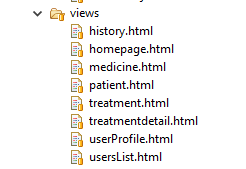 views
history.html
homepage.html
medicine.html
patient.html
treatment.html
treatmentdetail.html
userProfile.html
usersList.html